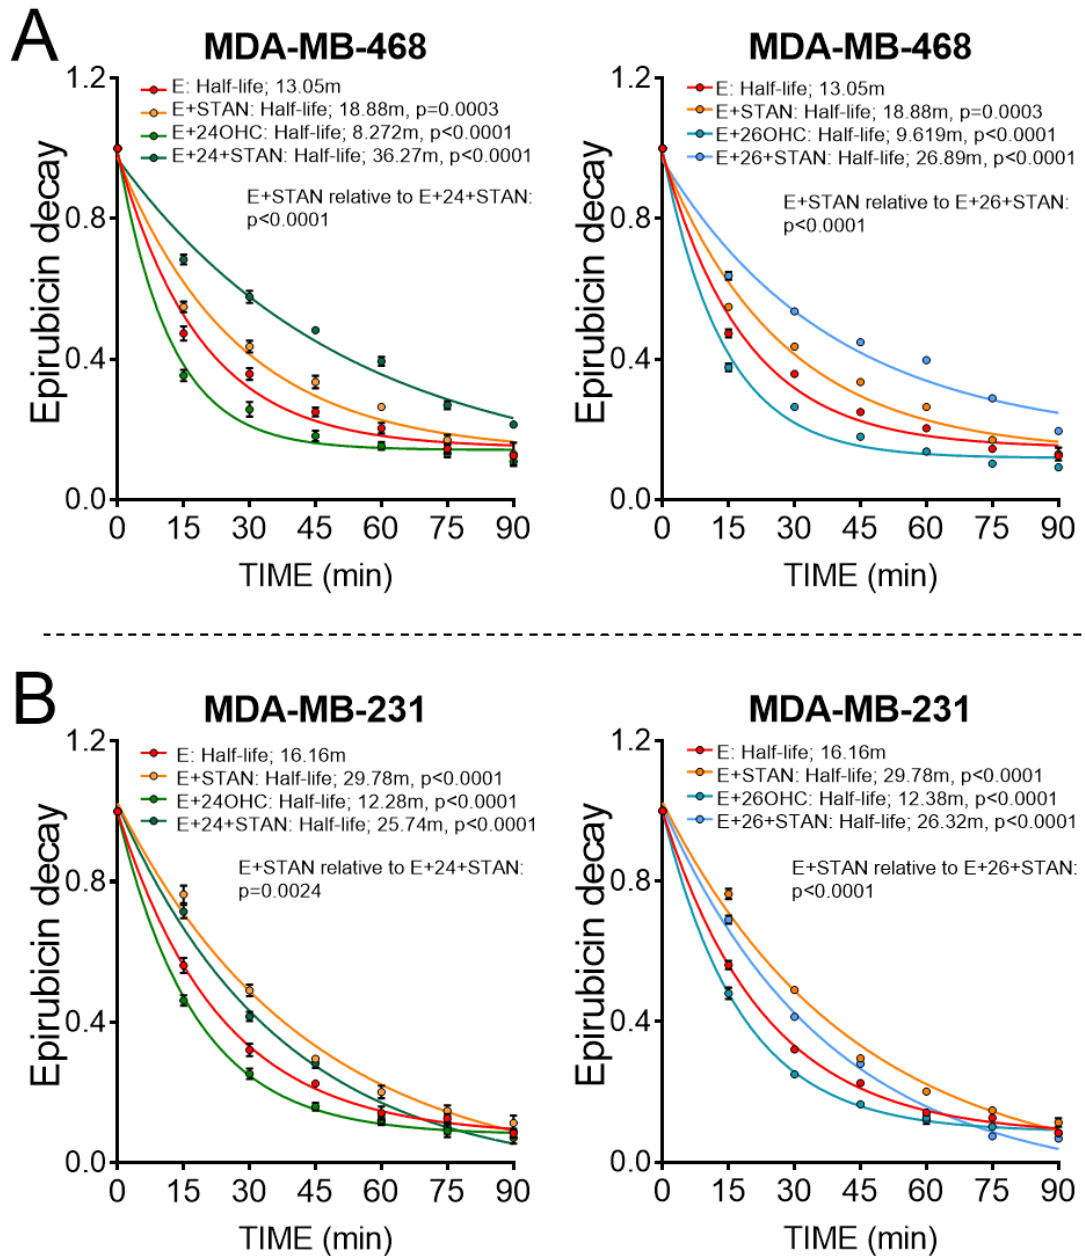 A
MDA-MB-468
1.2
0.8
0.4
0.0
Epirubicin decay
E: Half-life; 13.05m
E+STAN: Half-life; 18.88m, p=0.0003
E+24OHC: Half-life; 8.272m, p<0.0001
E+24+STAN: Half-life; 36.27m, p<0.0001
E+STAN relative to E+24+STAN:
p<0.0001
0 15 30 45 60 75 90
TIME (min)
MDA-MB-468
1.2
0.8
0.4
0.0
Epirubicin decay
E: Half-life; 13.05m
E+STAN: Half-life; 18.88m, p=0.0003
E+26OHC: Half-life; 9.619m, p<0.0001
E+26+STAN: Half-life; 26.89m, p<0.0001
E+STAN relative to E+26+STAN:
p<0.0001
0 15 30 45 60 75 90
TIME (min)
B
MDA-MB-231
1.2
0.8
0.4
0.0
Epirubicin decay
E: Half-life; 16.16m
E+STAN: Half-life; 29.78m, p<0.0001
E+24OHC: Half-life; 12.28m, p<0.0001
E+24+STAN: Half-life; 25.74m, p<0.0001
E+STAN relative to E+24+STAN:
p=0.0024
0 15 30 45 60 75 90
TIME (min)
MDA-MB-231
1.2
0.8
0.4
0.0
Epirubicin decay
E: Half-life; 16.16m
E+STAN: Half-life; 29.78m, p<0.0001
E+26OHC: Half-life; 12.38m, p<0.0001
E+26+STAN: Half-life; 26.32m, p<0.0001
E+STAN relative to E+26+STAN:
p<0.0001
0 15 30 45 60 75 90
TIME (min)